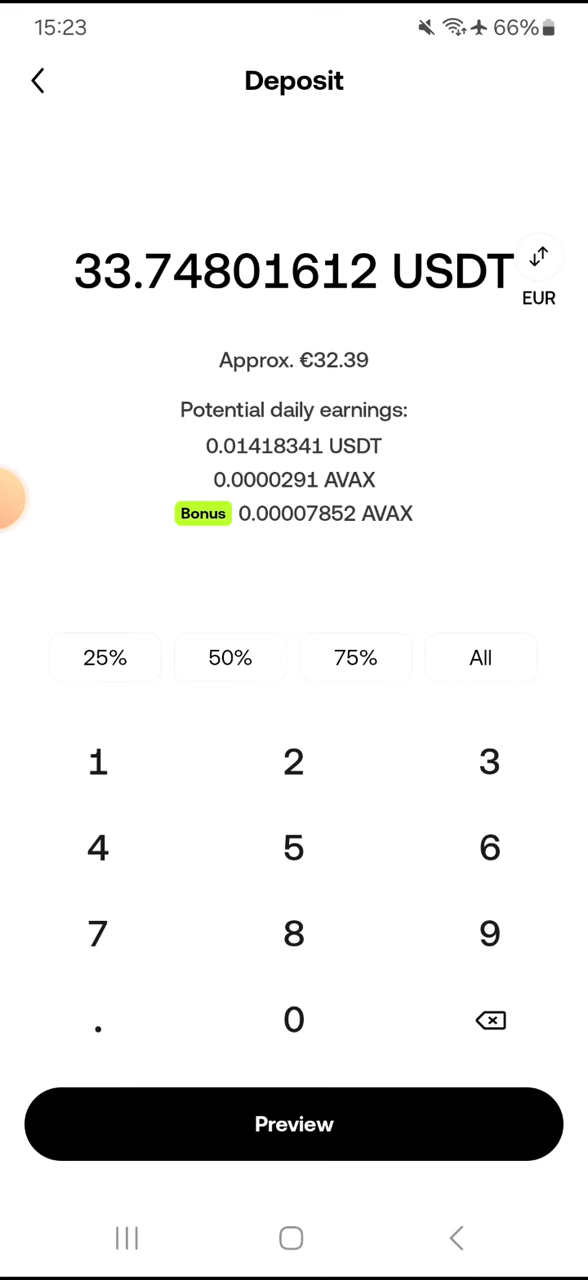 15:23
66%
Deposit
33.74801612 USDT
EUR
Approx. €32.39
Potential daily earnings:
0.01418341 USDT
0.0000291 AVAX
Bonus 0.00007852 AVAX
25% 50% 75% All
1 2 3
4 5 6
7 8 9
. 0
Preview